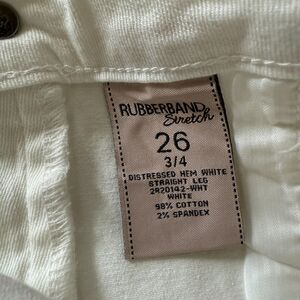 RUBBERBAND
Stretch
26
3/4
DISTRESSED HEM WHITE
STRAIGHT LEG
2R20142-WHT
WHITE
98% COTTON
2% SPANDEX